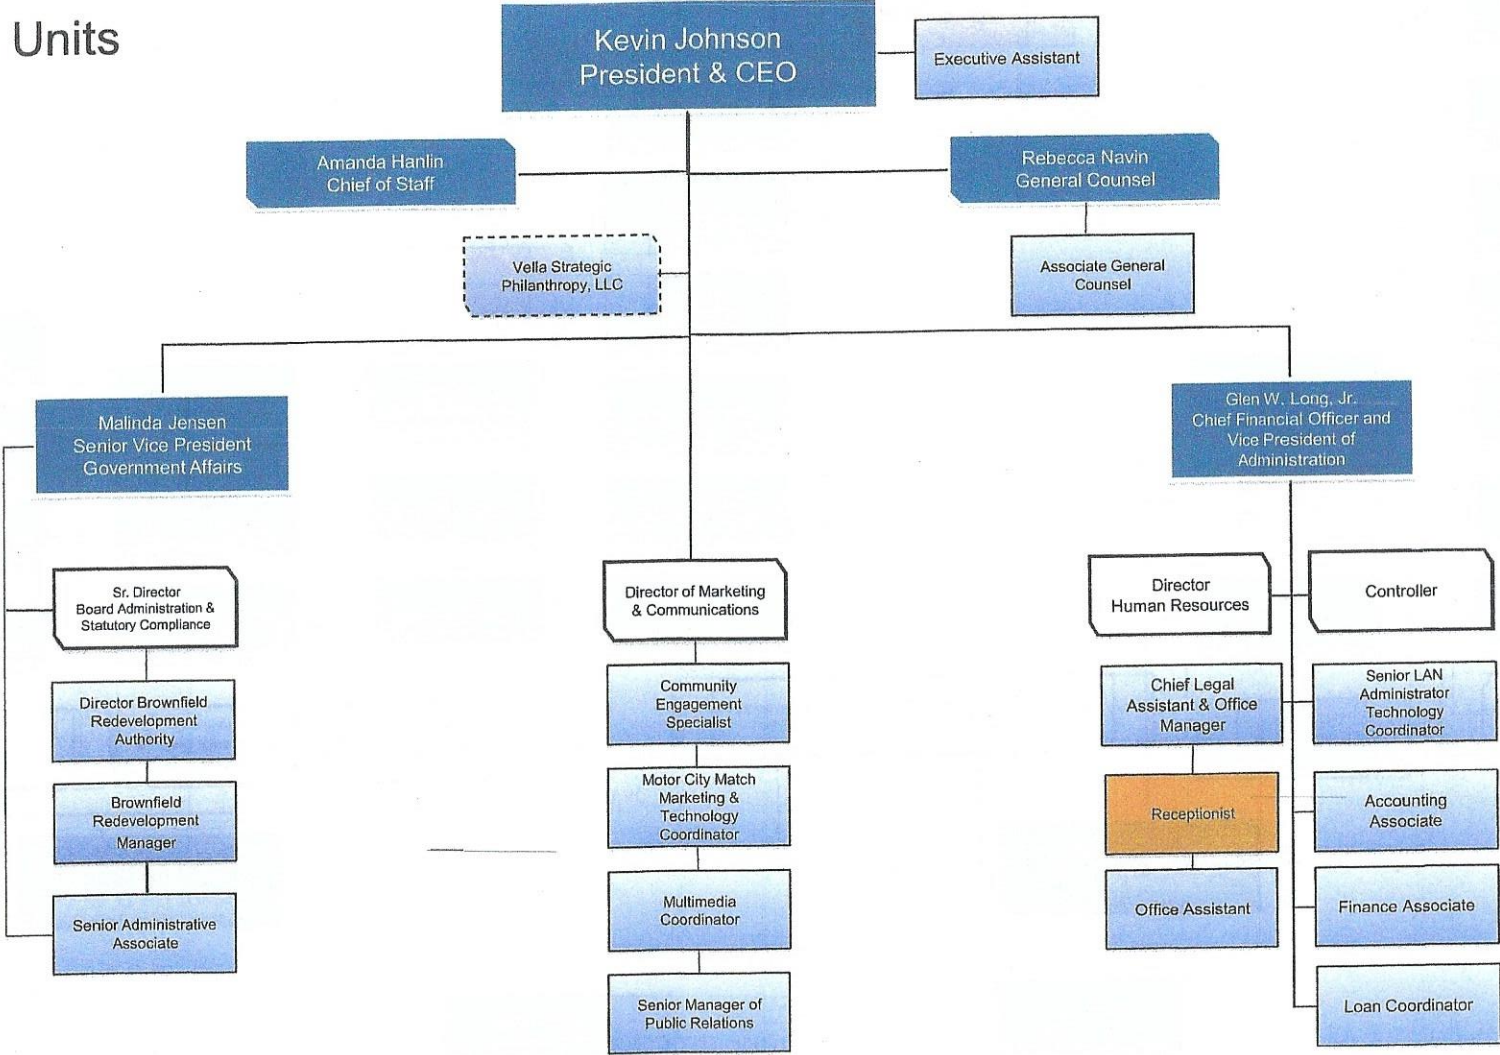 Units
Kevin Johnson
President & CEO
Executive Assistant
Amanda Hanlin
Chief of Staff
Rebecca Navin
General Counsel
Vella Strategic
Philanthropy, LLC
Associate General
Counsel
Malinda Jensen
Senior Vice President
Government Affairs
Glen W. Long, Jr.
Chief Financial Officer and
Vice President of
Administration
Sr. Director
Board Administration &
Statutory Compliance
Director Brownfield
Redevelopment
Authority
Brownfield
Redevelopment
Manager
Senior Administrative
Associate
Director of Marketing
& Communications
Community
Engagement
Specialist
Motor City Match
Marketing &
Technology
Coordinator
Multimedia
Coordinator
Senior Manager of
Public Relations
Director
Human Resources
Chief Legal
Assistant & Office
Manager
Receptionist
Office Assistant
Controller
Senior LAN
Administrator
Technology
Coordinator
Accounting
Associate
Finance Associate
Loan Coordinator